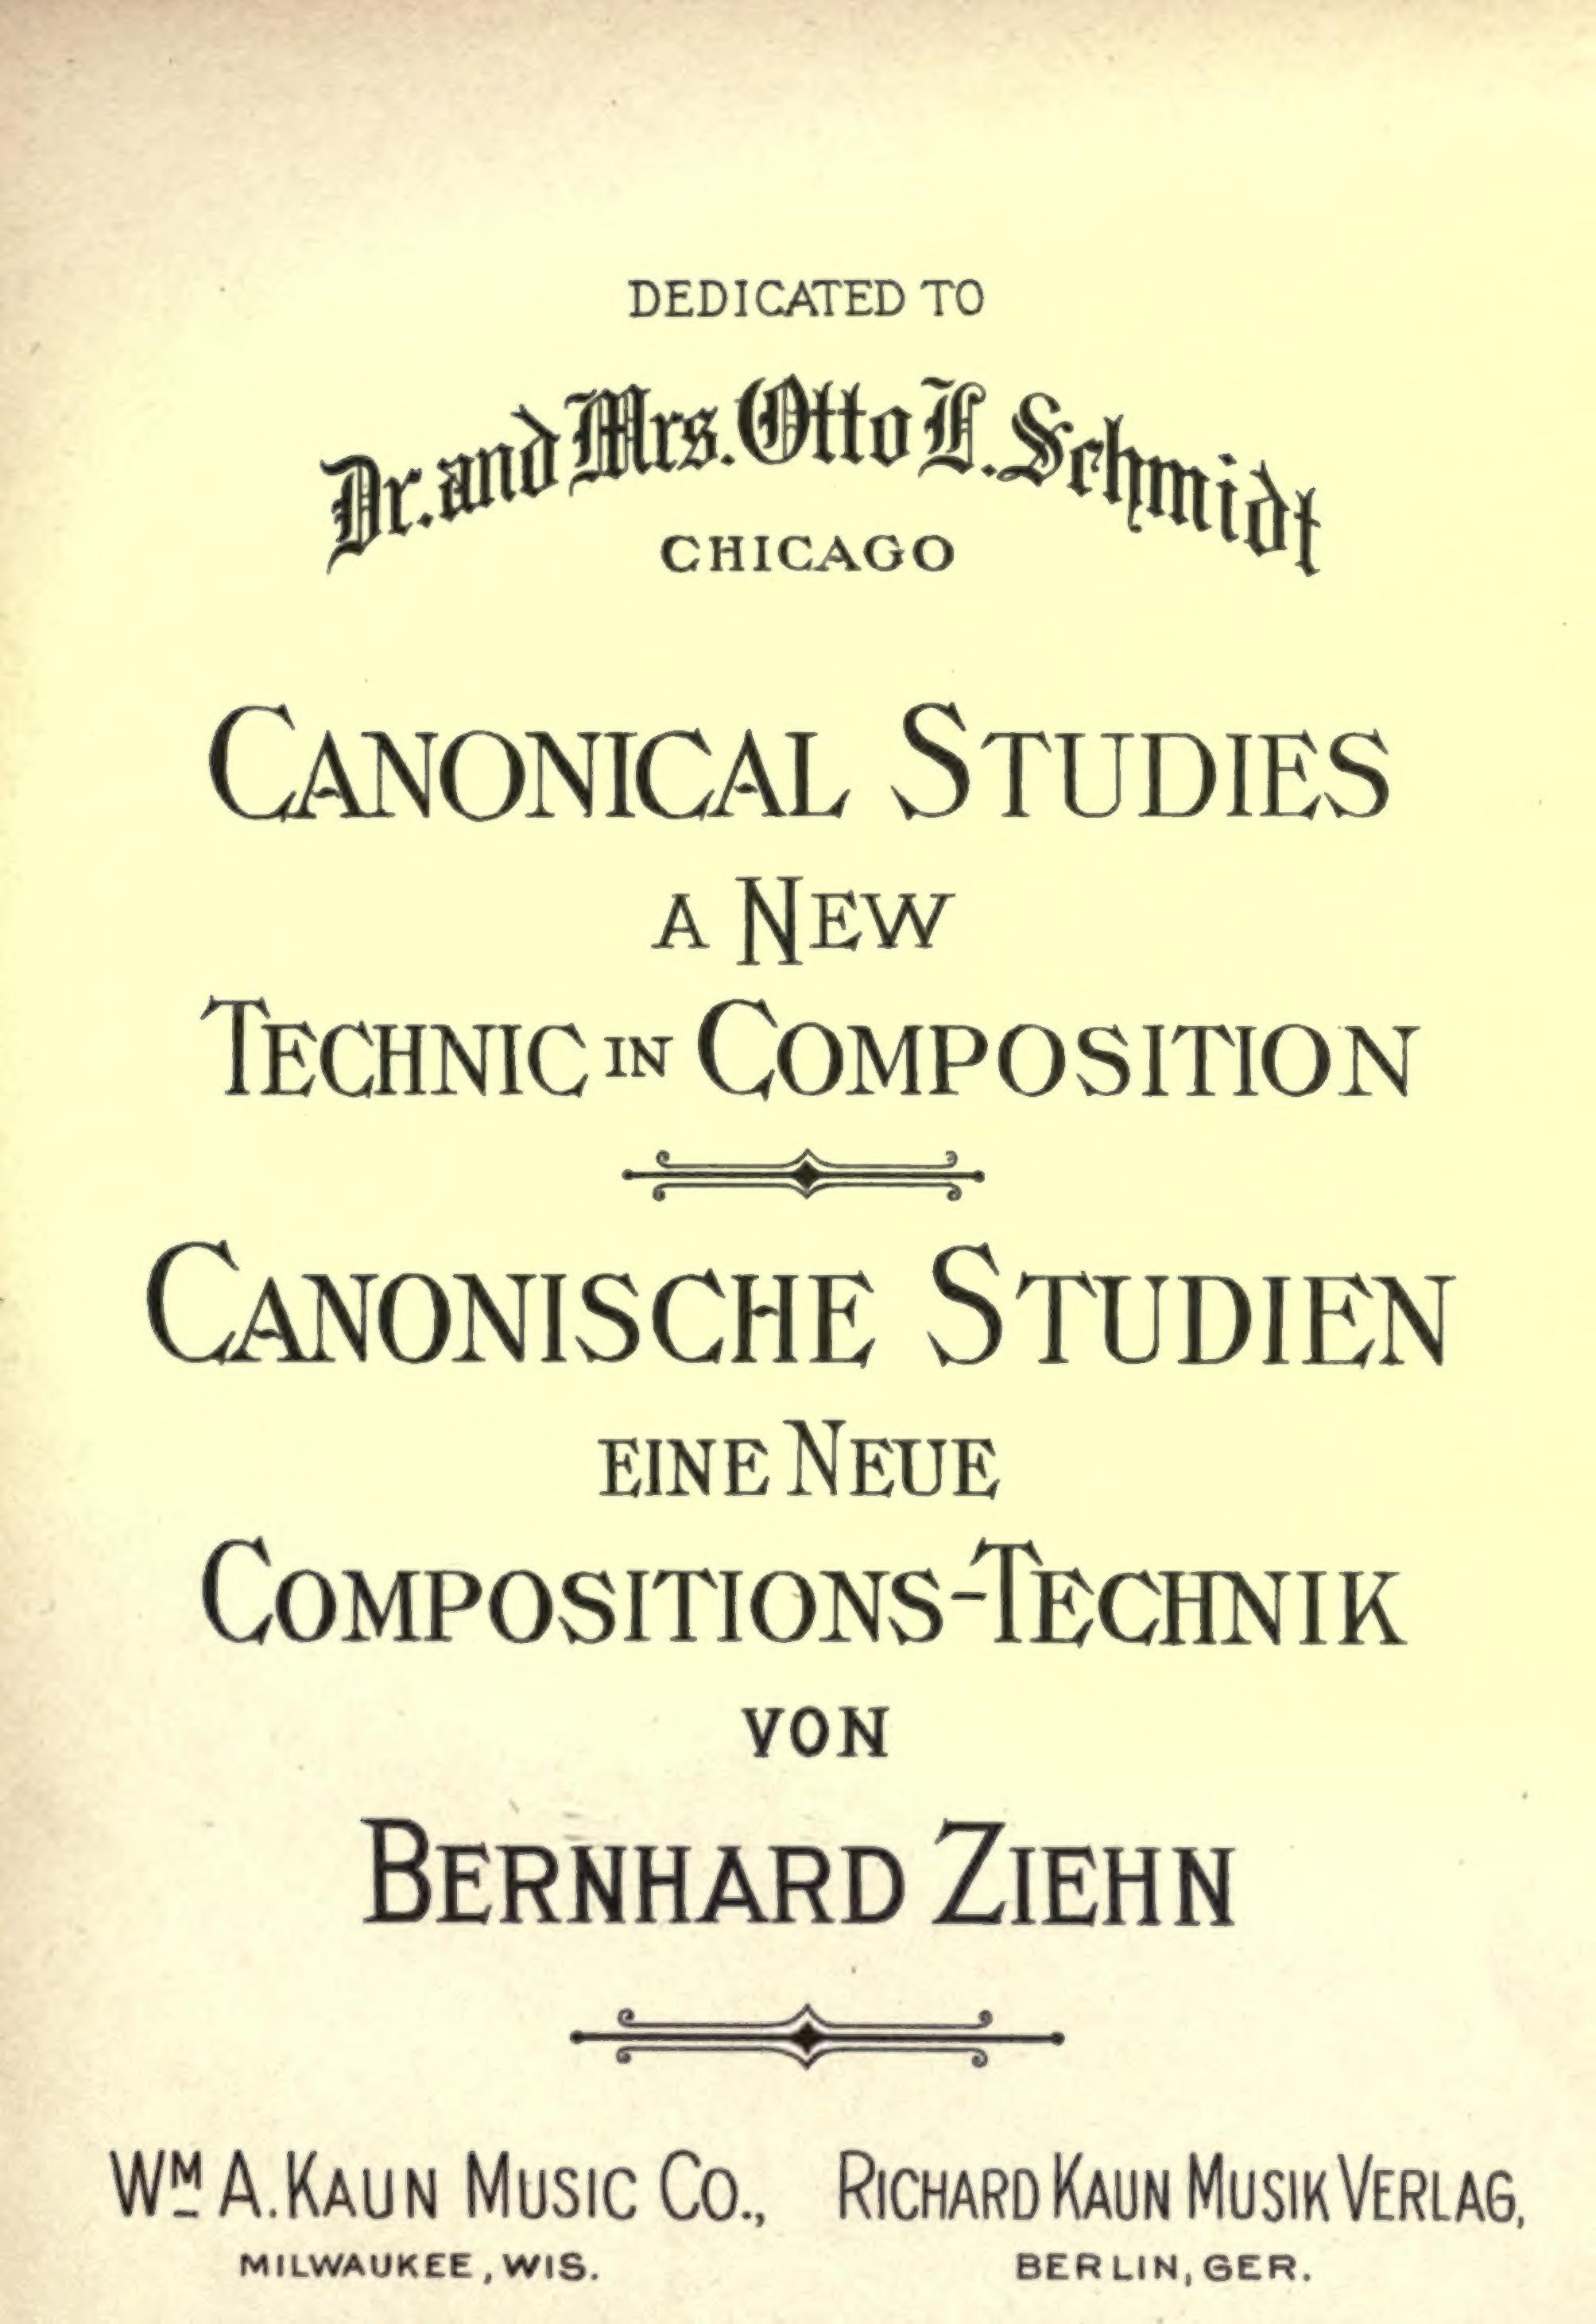 DEDICATED TO
Dr. and Mrs. Otto L. Schmidt
CHICAGO
CANONICAL STUDIES
A NEW
TECHNIC IN COMPOSITION
CANONISCHE STUDIEN
EINE NEUE
COMPOSITIONS-TECHNIK
VON
BERNHARD ZIEHN
WM A. KAUN MUSIC CO., RICHARD KAUN MUSIK VERLAG,
MILWAUKEE, WIS. BERLIN, GER.